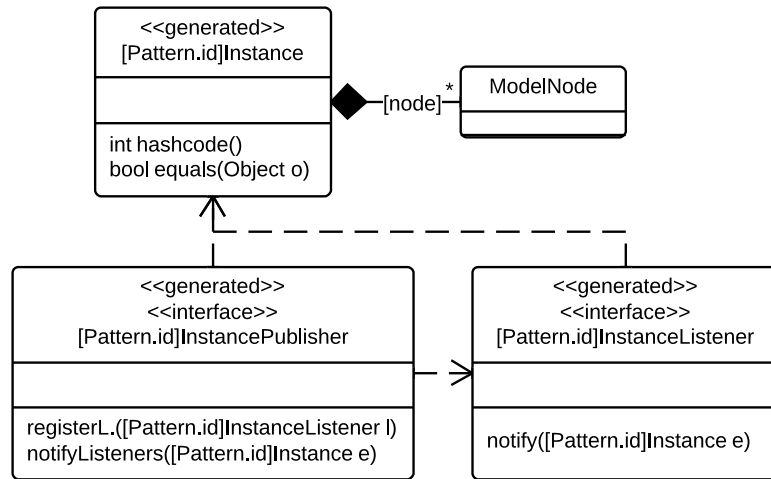 <<generated>>
[Pattern.id]Instance
int hashcode()
bool equals(Object o)
[node]
*
ModelNode
<<generated>>
<<interface>>
[Pattern.id]InstancePublisher
registerL.([Pattern.id]InstanceListener l)
notifyListeners([Pattern.id]Instance e)
<<generated>>
<<interface>>
[Pattern.id]InstanceListener
notify([Pattern.id]Instance e)